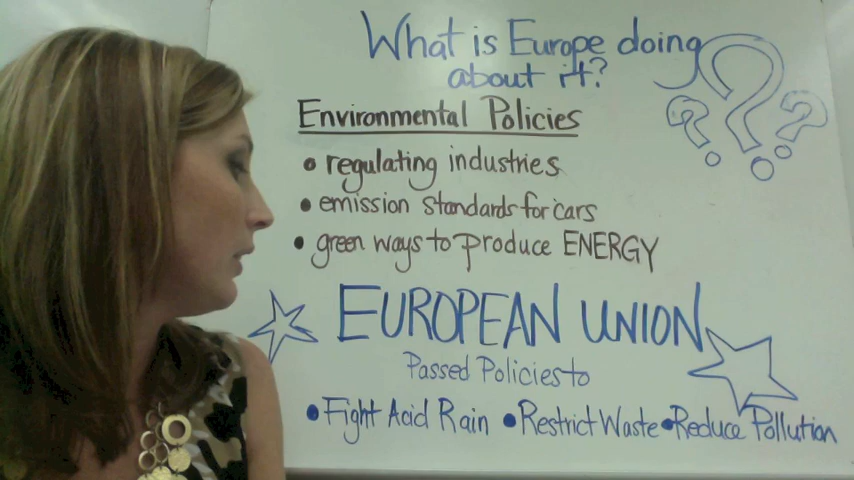 What is Europe doing
about it?
Environmental Policies
• regulating industries
• emission standards for cars
• green ways to produce ENERGY
EUROPEAN UNION
Passed Policies to
• Fight Acid Rain • Restrict Waste • Reduce Pollution